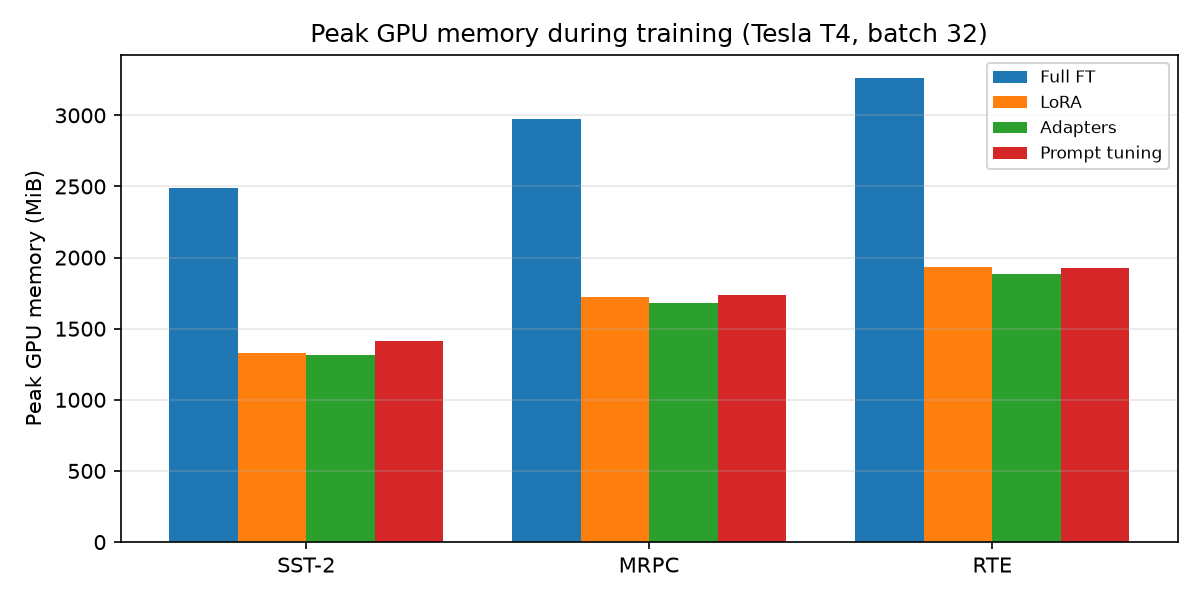 Peak GPU memory during training (Tesla T4, batch 32)
Full FT
LoRA
Adapters
Prompt tuning
Peak GPU memory (MiB)
3000
2500
2000
1500
1000
500
0
SST-2
MRPC
RTE